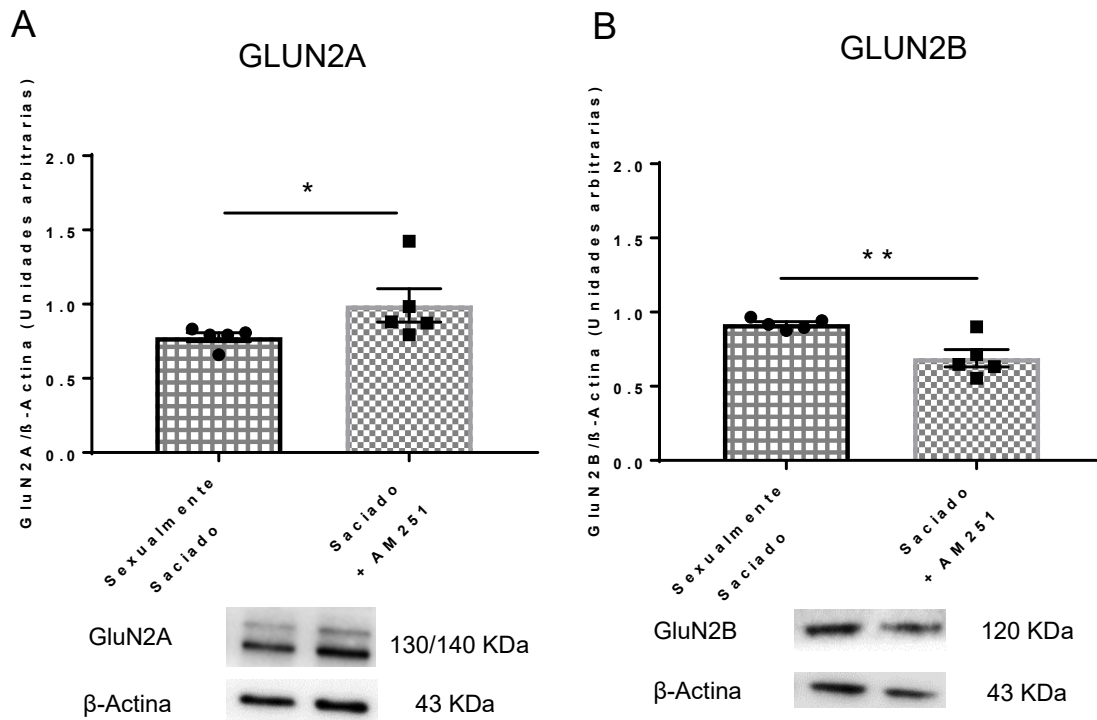 A
GLUN2A
GluN2A/ß-Actina (Unidades arbitrarias)
2.0
1.5
1.0
0.5
0.0
*
Sexualmente
Saciado
Saciado
+ AM251
GluN2A
130/140 KDa
β-Actina
43 KDa
B
GLUN2B
GluN2B/ß-Actina (Unidades arbitrarias)
2.0
1.5
1.0
0.5
0.0
**
Sexualmente
Saciado
Saciado
+ AM251
GluN2B
120 KDa
β-Actina
43 KDa